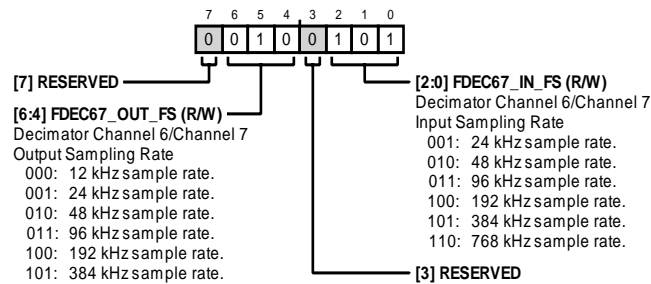 7 6 5 4 3 2 1 0
0 0 1 0 0 1 0 1
[7] RESERVED
[6:4] FDEC67_OUT_FS (R/W)
Decimator Channel 6/Channel 7
Output Sampling Rate
000: 12 kHz sample rate.
001: 24 kHz sample rate.
010: 48 kHz sample rate.
011: 96 kHz sample rate.
100: 192 kHz sample rate.
101: 384 kHz sample rate.
[2:0] FDEC67_IN_FS (R/W)
Decimator Channel 6/Channel 7
Input Sampling Rate
001: 24 kHz sample rate.
010: 48 kHz sample rate.
011: 96 kHz sample rate.
100: 192 kHz sample rate.
101: 384 kHz sample rate.
110: 768 kHz sample rate.
[3] RESERVED